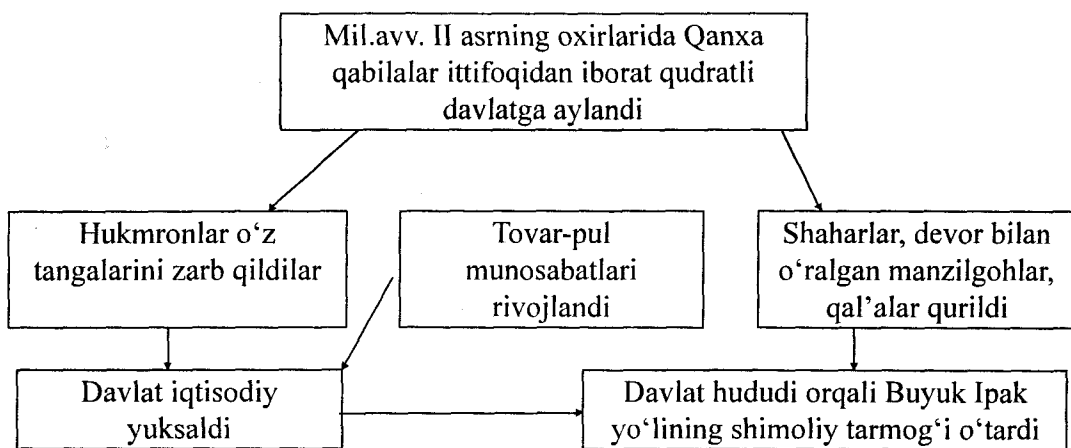 Mil.avv. II asrning oxirlarida Qanxa
qabilalar ittifoqidan iborat qudratli
davlatga aylandi
Hukmronlar o‘z
tangalarini zarb qildilar
Tovar-pul
munosabatlari
rivojlandi
Shaharlar, devor bilan
o‘ralgan manzilgohlar,
qal’alar qurildi
Davlat iqtisodiy
yuksaldi
Davlat hududi orqali Buyuk Ipak
yo‘lining shimoliy tarmog‘i o‘tardi